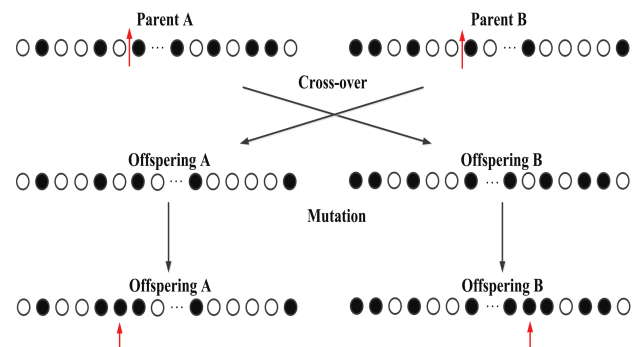 Parent A
Parent B
Cross-over
Offspering A
Offspering B
Mutation
Offspering A
Offspering B